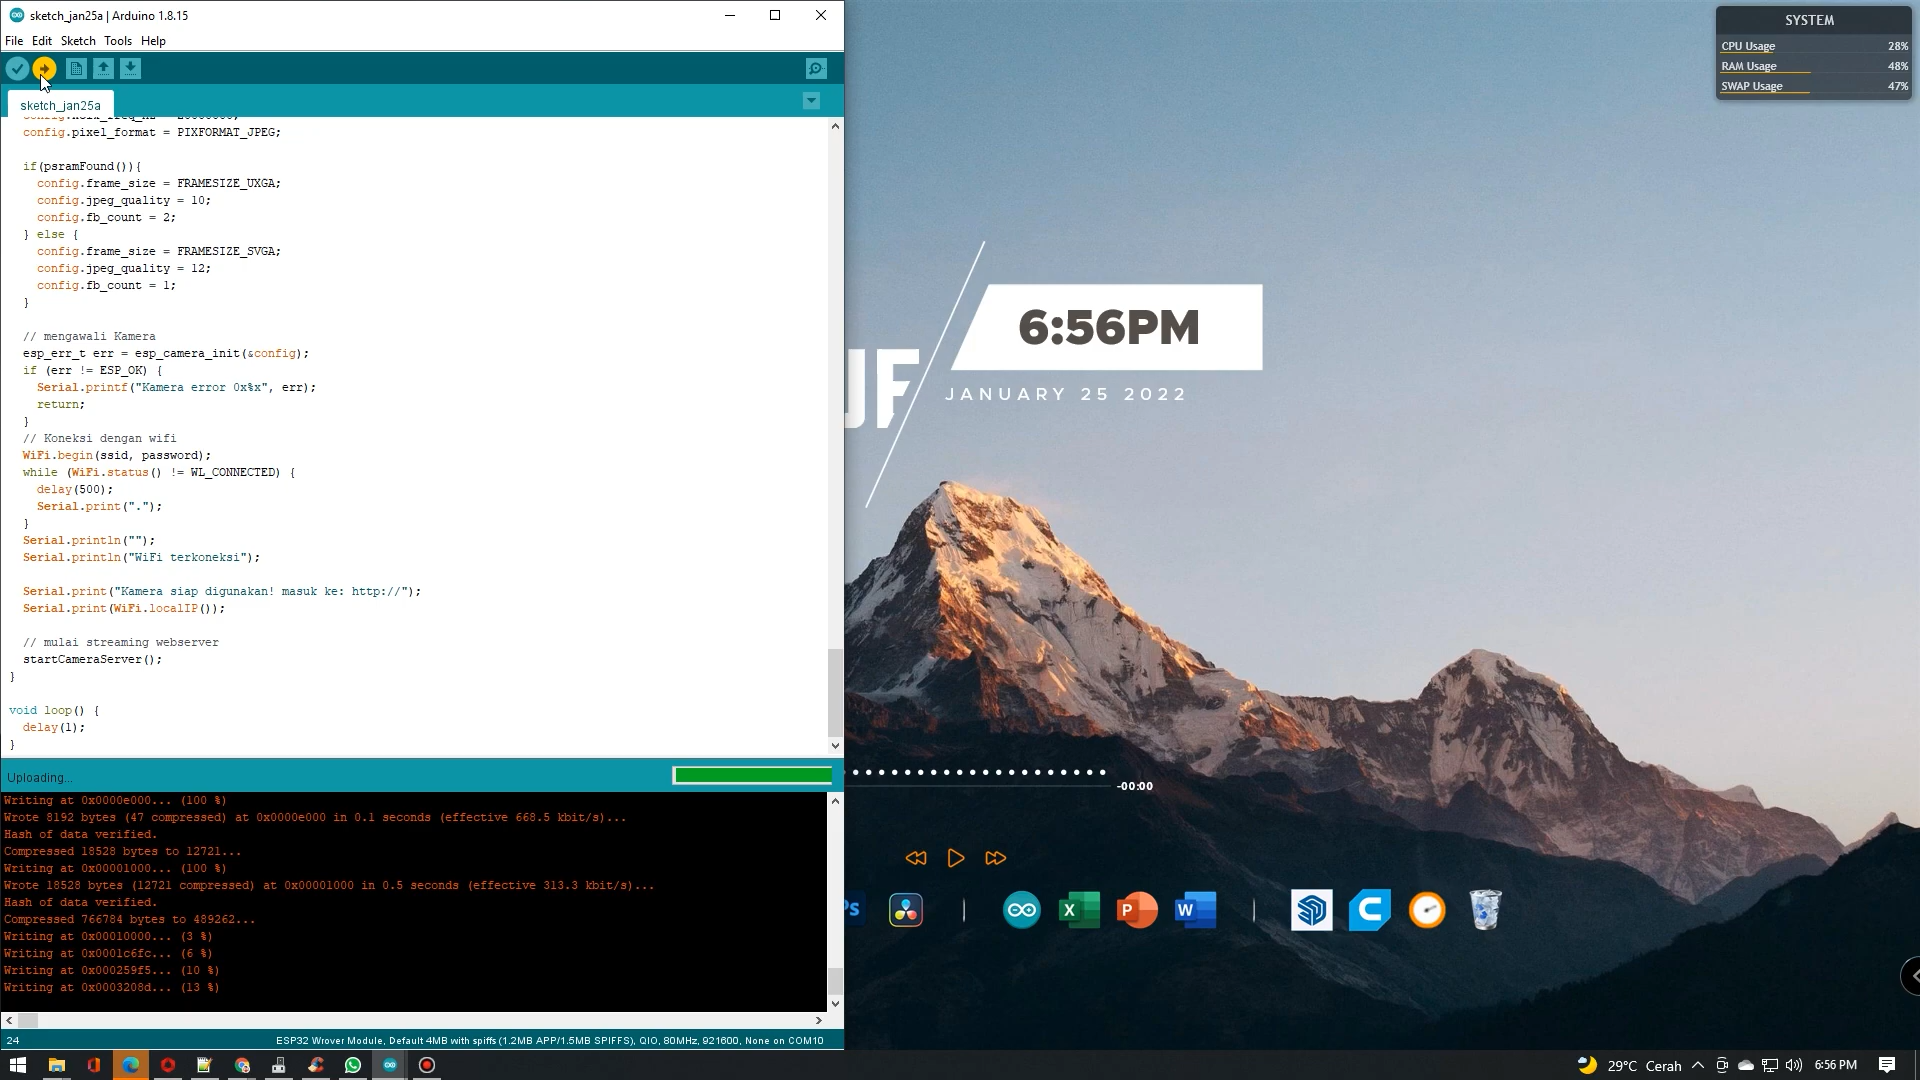 sketch_jan25a | Arduino 1.8.15
File Edit Sketch Tools Help
sketch_jan25a
config.pixel_format = PIXFORMAT_JPEG;
if(psramFound()){
config.frame_size = FRAMESIZE_UXGA;
config.jpeg_quality = 10;
config.fb_count = 2;
} else {
config.frame_size = FRAMESIZE_SVGA;
config.jpeg_quality = 12;
config.fb_count = 1;
}
// mengawali Kamera
esp_err_t err = esp_camera_init(&config);
if (err != ESP_OK) {
Serial.printf("Kamera error 0x%x", err);
return;
}
// Koneksi dengan wifi
WiFi.begin(ssid, password);
while (WiFi.status() != WL_CONNECTED) {
delay(500);
Serial.print(".");
}
Serial.println("");
Serial.println("WiFi terkoneksi");
Serial.print("Kamera siap digunakan! masuk ke: http://");
Serial.print(WiFi.localIP());
// mulai streaming webserver
startCameraServer();
}
void loop() {
delay(1);
}
Uploading...
Writing at 0x0000e000... (100 %)
Wrote 8192 bytes (47 compressed) at 0x0000e000 in 0.1 seconds (effective 668.5 kbit/s)...
Hash of data verified.
Compressed 18528 bytes to 12721...
Writing at 0x00001000... (100 %)
Wrote 18528 bytes (12721 compressed) at 0x00001000 in 0.5 seconds (effective 313.3 kbit/s)...
Hash of data verified.
Compressed 766784 bytes to 489262...
Writing at 0x00010000... (3 %)
Writing at 0x0001c6fc... (6 %)
Writing at 0x000259f5... (10 %)
Writing at 0x0003208d... (13 %)
24 ESP32 Wrover Module, Default 4MB with spiffs (1.2MB APP/1.5MB SPIFFS), QIO, 80MHz, 921600, None on COM10
SYSTEM
CPU Usage 28%
RAM Usage 48%
SWAP Usage 47%
6:56PM
JANUARY 25 2022
-00:00
X
P
W
29°C Cerah
6:56 PM